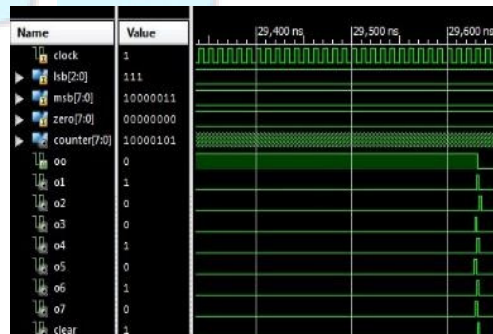 Name Value 29,400 ns 29,500 ns 29,600 ns
clock 1
lsb[2:0] 111
msb[7:0] 10000011
zero[7:0] 00000000
counter[7:0] 10000101
oo 0
o1 1
o2 0
o3 0
o4 1
o5 0
o6 1
o7 0
clear 1